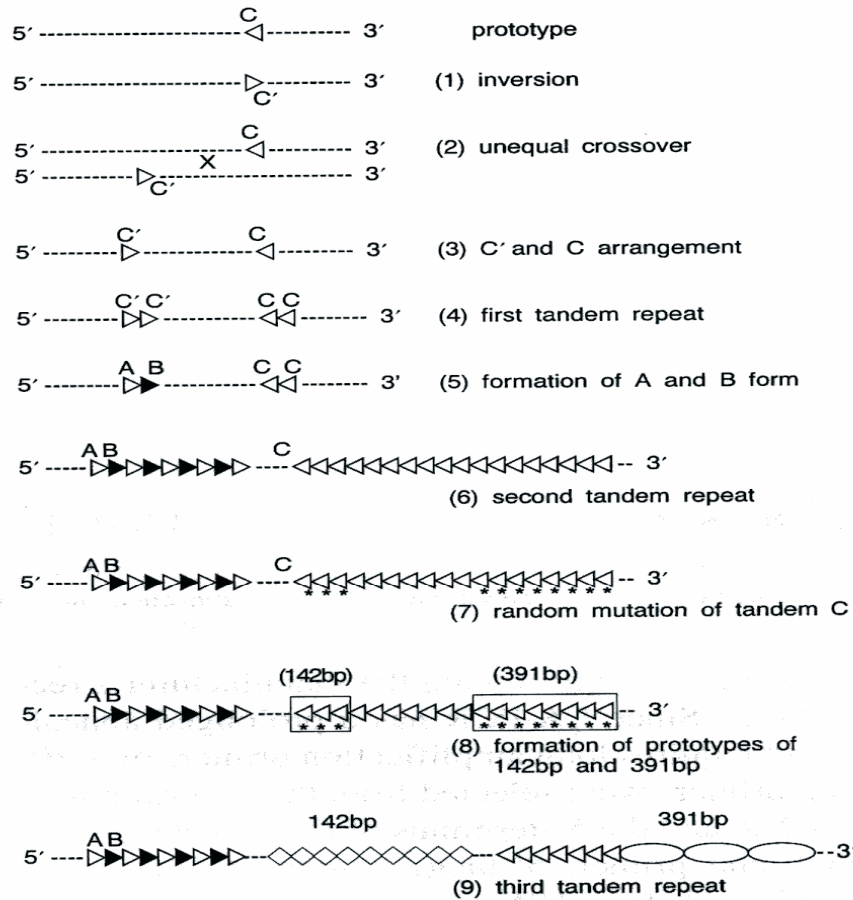 C
5′ 3′ prototype
5′ 3′ (1) inversion
C′
C
5′ 3′ (2) unequal crossover
X
5′ 3′
C′
C′ C
5′ 3′ (3) C′ and C arrangement
C′ C′ C C
5′ 3′ (4) first tandem repeat
A B C C
5′ 3' (5) formation of A and B form
A B C
5′ 3′
(6) second tandem repeat
A B C
5′ 3′
* * * * * * * * * * *
(7) random mutation of tandem C
(142bp) (391bp)
A B
5′ 3′
* * * * * * * * * * *
(8) formation of prototypes of
142bp and 391bp
142bp 391bp
A B
5′ 3′
(9) third tandem repeat